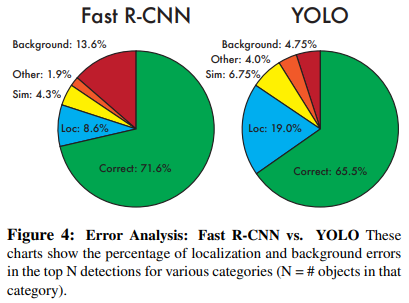 Fast R-CNN
YOLO
Background: 13.6%
Other: 1.9%
Sim: 4.3%
Loc: 8.6%
Correct: 71.6%
Background: 4.75%
Other: 4.0%
Sim: 6.75%
Loc: 19.0%
Correct: 65.5%
Figure 4: Error Analysis: Fast R-CNN vs. YOLO These
charts show the percentage of localization and background errors
in the top N detections for various categories (N = # objects in that
category).